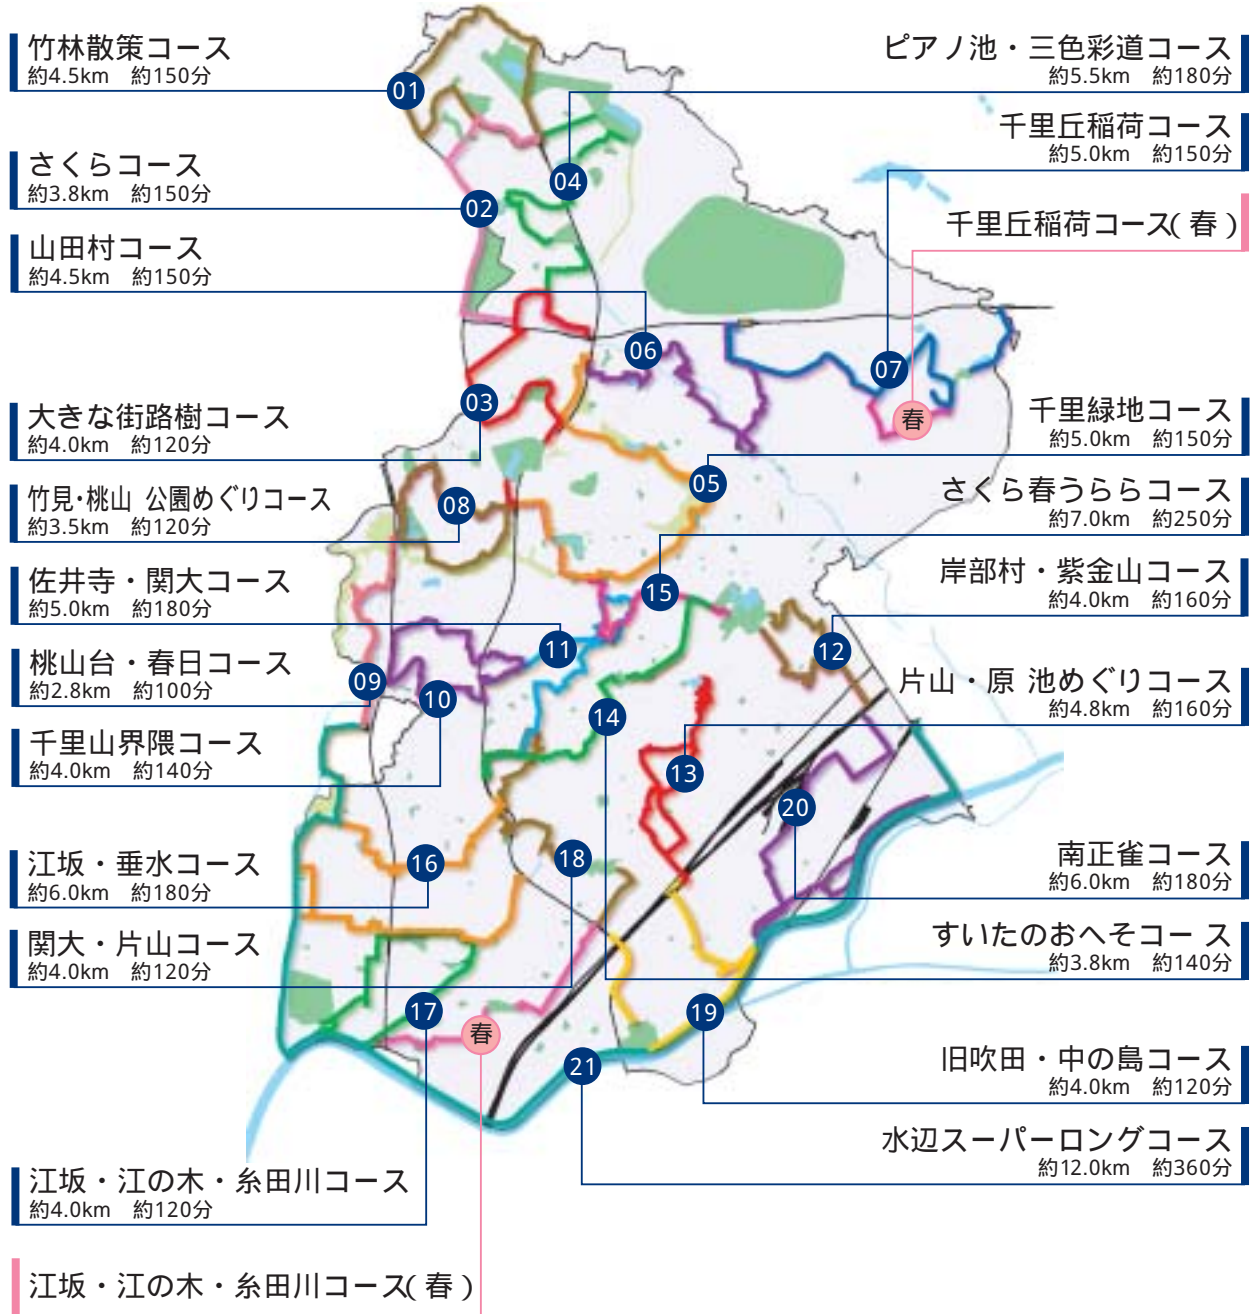 竹林散策コース
約4.5km 約150分
さくらコース
約3.8km 約150分
山田村コース
約4.5km 約150分
大きな街路樹コース
約4.0km 約120分
竹見・桃山 公園めぐりコース
約3.5km 約120分
佐井寺・関大コース
約5.0km 約180分
桃山台・春日コース
約2.8km 約100分
千里山界隈コース
約4.0km 約140分
江坂・垂水コース
約6.0km 約180分
関大・片山コース
約4.0km 約120分
江坂・江の木・糸田川コース
約4.0km 約120分
江坂・江の木・糸田川コース(春)
ピアノ池・三色彩道コース
約5.5km 約180分
千里丘稲荷コース
約5.0km 約150分
千里丘稲荷コース(春)
千里緑地コース
約5.0km 約150分
さくら春うららコース
約7.0km 約250分
岸部村・紫金山コース
約4.0km 約160分
片山・原 池めぐりコース
約4.8km 約160分
南正雀コース
約6.0km 約180分
すいたのおへそコース
約3.8km 約140分
旧吹田・中の島コース
約4.0km 約120分
水辺スーパーロングコース
約12.0km 約360分
01
04
02
06
07
03
春
05
08
15
11
12
09
10
14
13
20
16
18
17
19
春
21